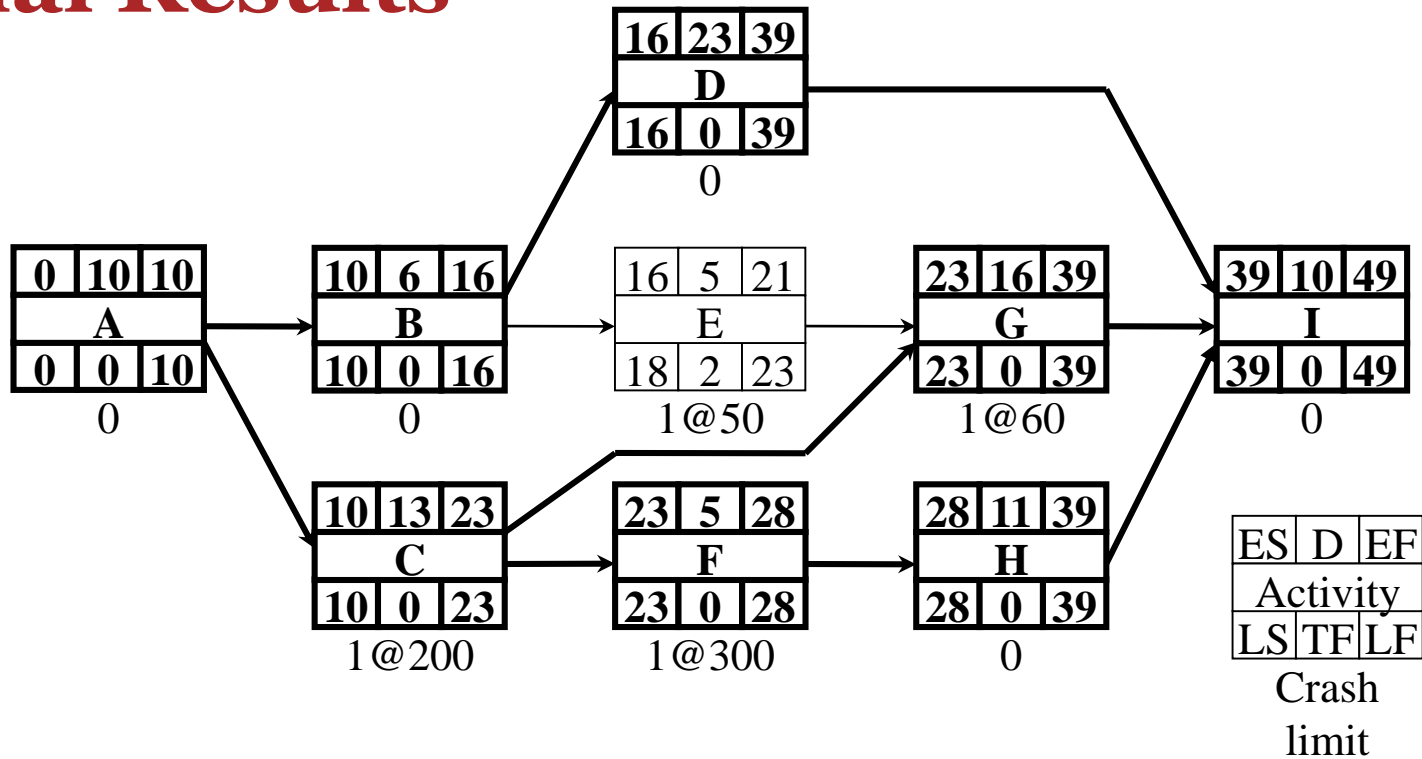 nal Results
16 23 39
D
16 0 39
0
0 10 10
A
0 0 10
0
10 6 16
B
10 0 16
0
16 5 21
E
18 2 23
1@50
23 16 39
G
23 0 39
1@60
39 10 49
I
39 0 49
0
10 13 23
C
10 0 23
1@200
23 5 28
F
23 0 28
1@300
28 11 39
H
28 0 39
0
ES D EF
Activity
LS TF LF
Crash
limit